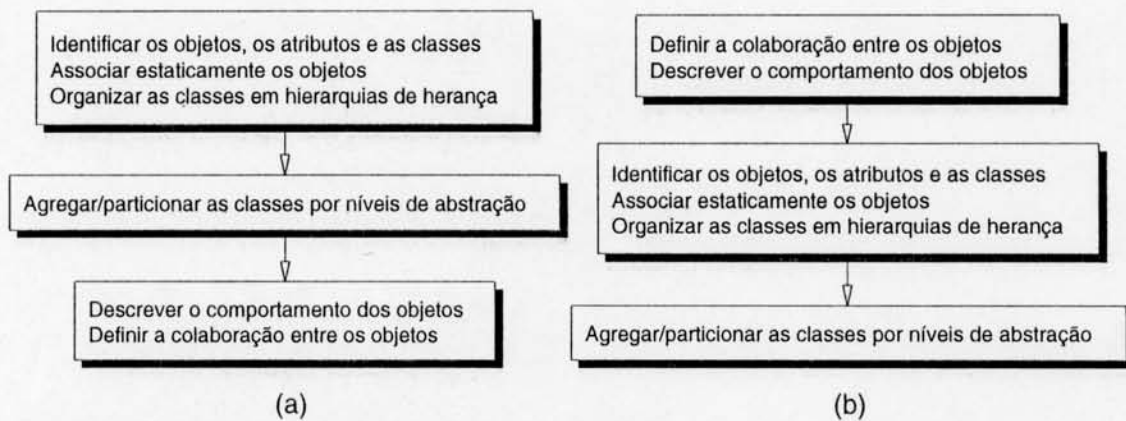 Identificar os objetos, os atributos e as classes
Associar estaticamente os objetos
Organizar as classes em hierarquias de herança
Agregar/particionar as classes por níveis de abstração
Descrever o comportamento dos objetos
Definir a colaboração entre os objetos
(a)
Definir a colaboração entre os objetos
Descrever o comportamento dos objetos
Identificar os objetos, os atributos e as classes
Associar estaticamente os objetos
Organizar as classes em hierarquias de herança
Agregar/particionar as classes por níveis de abstração
(b)